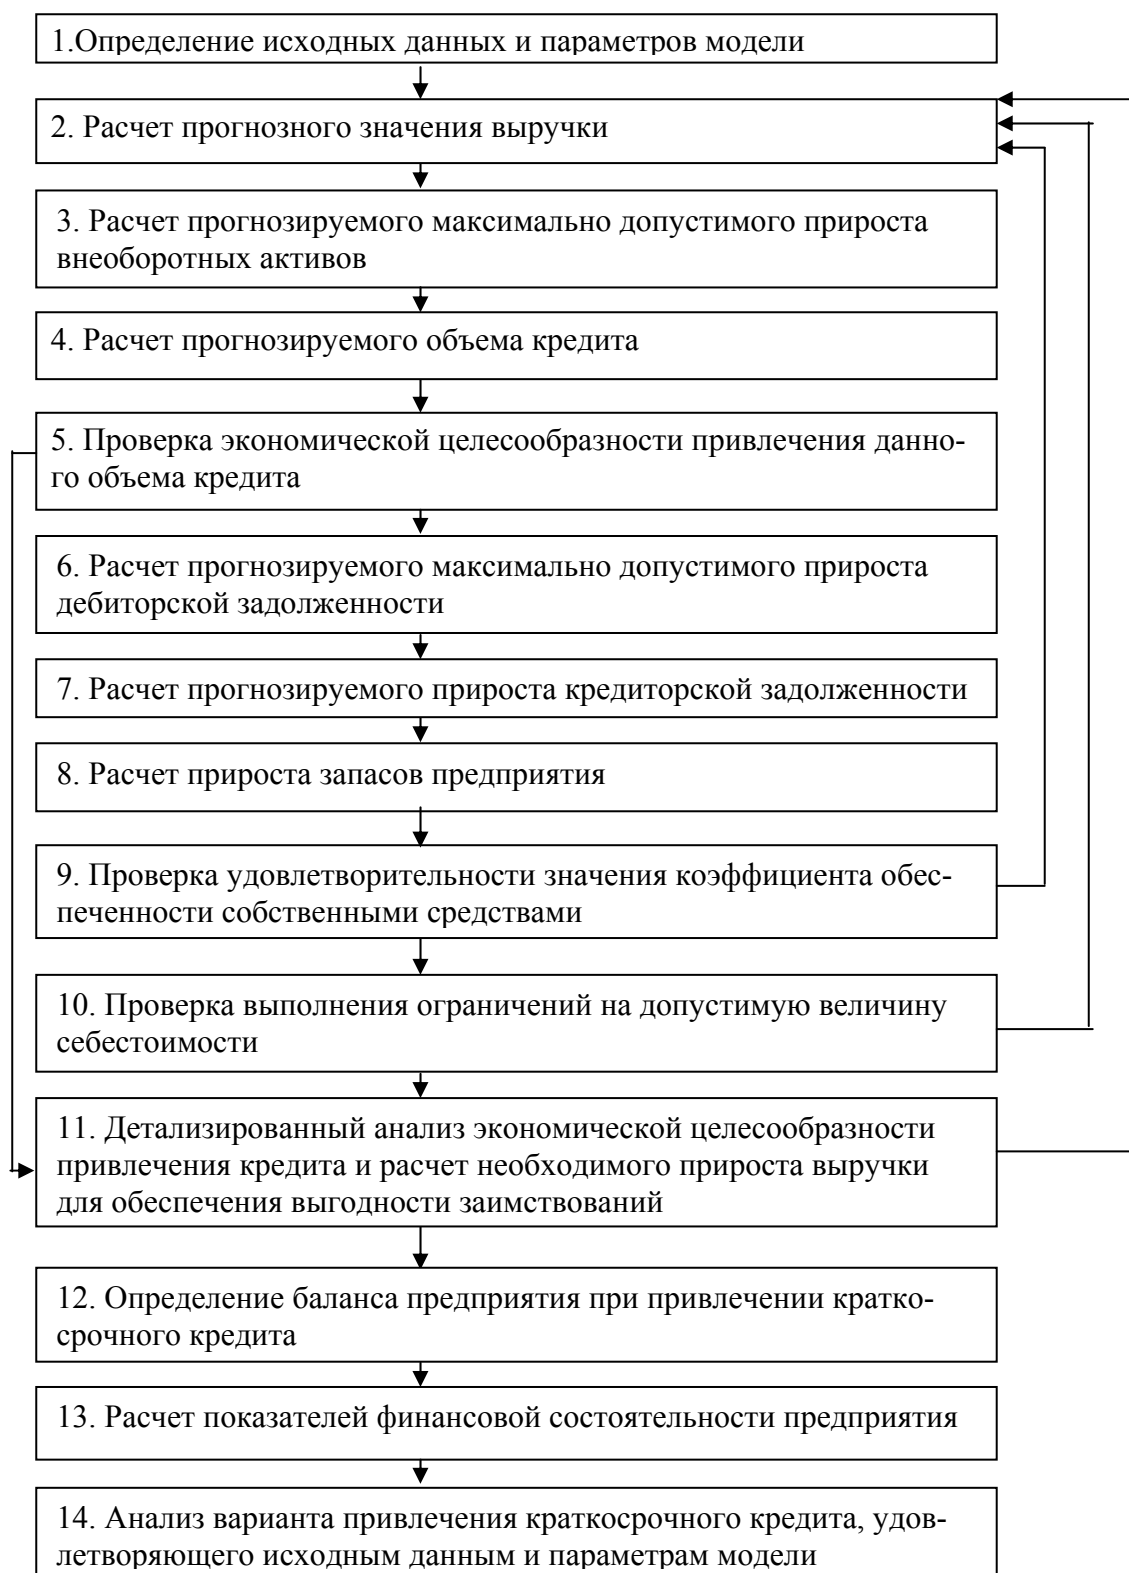 1.Определение исходных данных и параметров модели
2. Расчет прогнозного значения выручки
3. Расчет прогнозируемого максимально допустимого прироста
внеоборотных активов
4. Расчет прогнозируемого объема кредита
5. Проверка экономической целесообразности привлечения данно-
го объема кредита
6. Расчет прогнозируемого максимально допустимого прироста
дебиторской задолженности
7. Расчет прогнозируемого прироста кредиторской задолженности
8. Расчет прироста запасов предприятия
9. Проверка удовлетворительности значения коэффициента обес-
печенности собственными средствами
10. Проверка выполнения ограничений на допустимую величину
себестоимости
11. Детализированный анализ экономической целесообразности
привлечения кредита и расчет необходимого прироста выручки
для обеспечения выгодности заимствований
12. Определение баланса предприятия при привлечении кратко-
срочного кредита
13. Расчет показателей финансовой состоятельности предприятия
14. Анализ варианта привлечения краткосрочного кредита, удов-
летворяющего исходным данным и параметрам модели